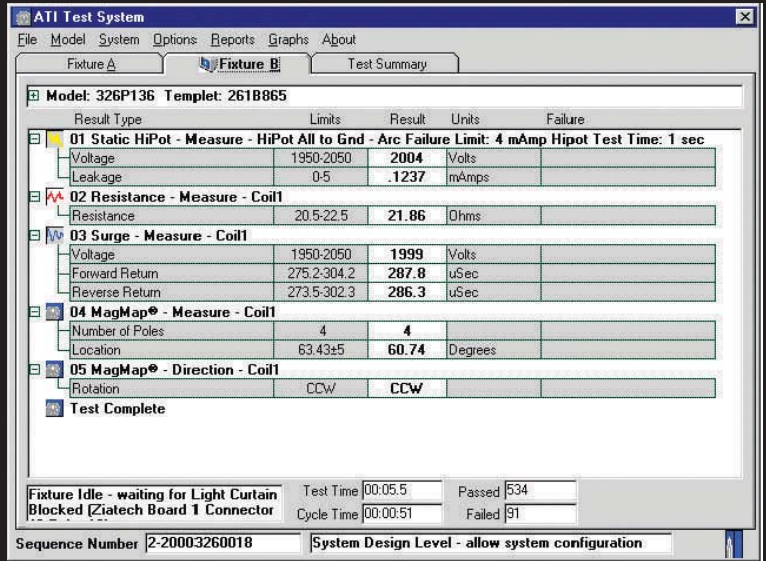 ATI Test System
File Model System Options Reports Graphs About
Fixture A Fixture B Test Summary
Model: 326P136 Templet: 261B865
Result Type Limits Result Units Failure
01 Static HiPot - Measure - HiPot All to Gnd - Arc Failure Limit: 4 mAmp Hipot Test Time: 1 sec
Voltage 1950-2050 2004 Volts
Leakage 0-5 .1237 mAmps
02 Resistance - Measure - Coil1
Resistance 20.5-22.5 21.86 Ohms
03 Surge - Measure - Coil1
Voltage 1950-2050 1999 Volts
Forward Return 275.2-304.2 287.8 uSec
Reverse Return 273.5-302.3 286.3 uSec
04 MagMap® - Measure - Coil1
Number of Poles 4 4
Location 63.43±5 60.74 Degrees
05 MagMap® - Direction - Coil1
Rotation CCW CCW
Test Complete
Fixture Idle - waiting for Light Curtain
Blocked [Ziatech Board 1 Connector
Test Time 00:05.5 Passed 534
Cycle Time 00:00:51 Failed 91
Sequence Number 2-20003260018 System Design Level - allow system configuration